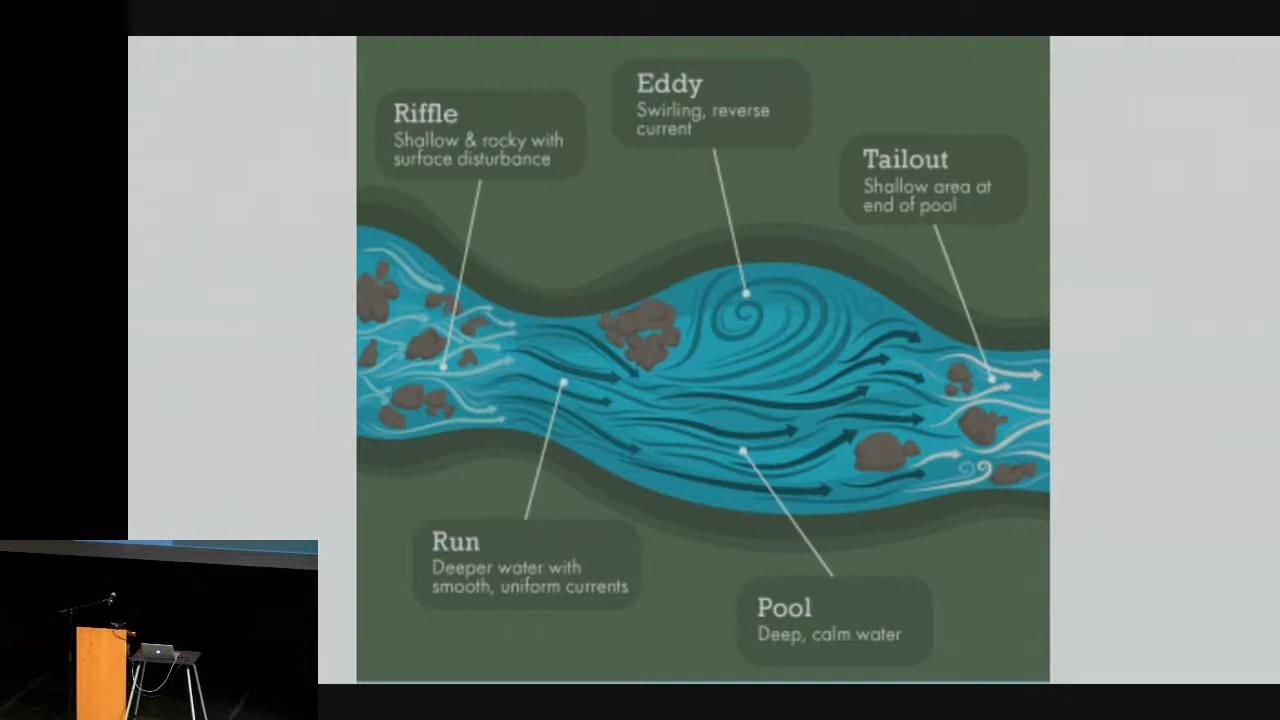 Riffle
Shallow & rocky with
surface disturbance
Eddy
Swirling, reverse
current
Tailout
Shallow area at
end of pool
Run
Deeper water with
smooth, uniform currents
Pool
Deep, calm water